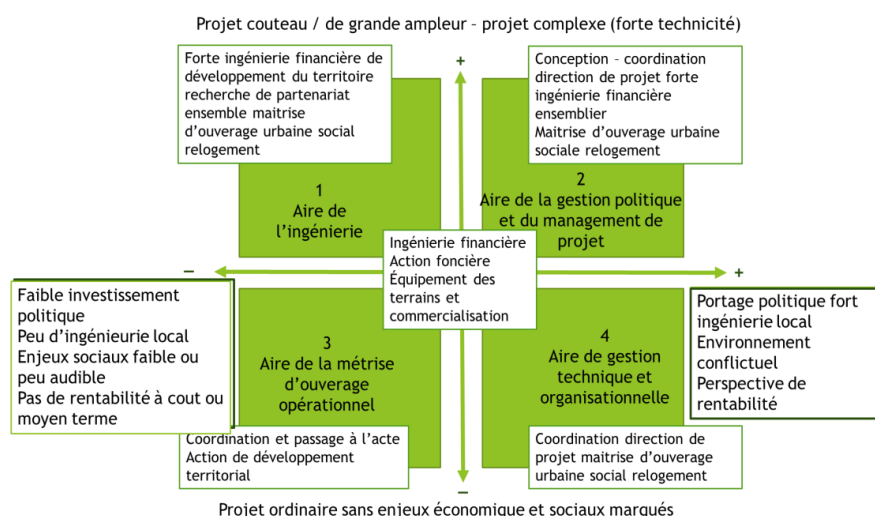 Projet couteau / de grande ampleur – projet complexe (forte technicité)
Forte ingénierie financière de
développement du territoire
recherche de partenariat
ensemble maitrise
d'ouvrage urbaine social
relogement
+
Conception – coordination
direction de projet forte
ingénierie financière
ensemblier
Maitrise d'ouvrage urbaine
sociale relogement
1
Aire de
l'ingénierie
2
Aire de la gestion politique
et du management de
projet
Ingénierie financière
Action foncière
Équipement des
terrains et
commercialisation
–
+
Faible investissement
politique
Peu d'ingénieurie local
Enjeux sociaux faible ou
peu audible
Pas de rentabilité à cout ou
moyen terme
3
Aire de la métrise
d'ouvrage
opérationnel
4
Aire de gestion
technique et
organisationnelle
Portage politique fort
ingénierie local
Environnement
conflictuel
Perspective de
rentabilité
Coordination et passage à l'acte
Action de développement
territorial
Coordination direction de
projet maitrise d'ouvrage
urbaine social relogement
–
Projet ordinaire sans enjeux économique et sociaux marqués